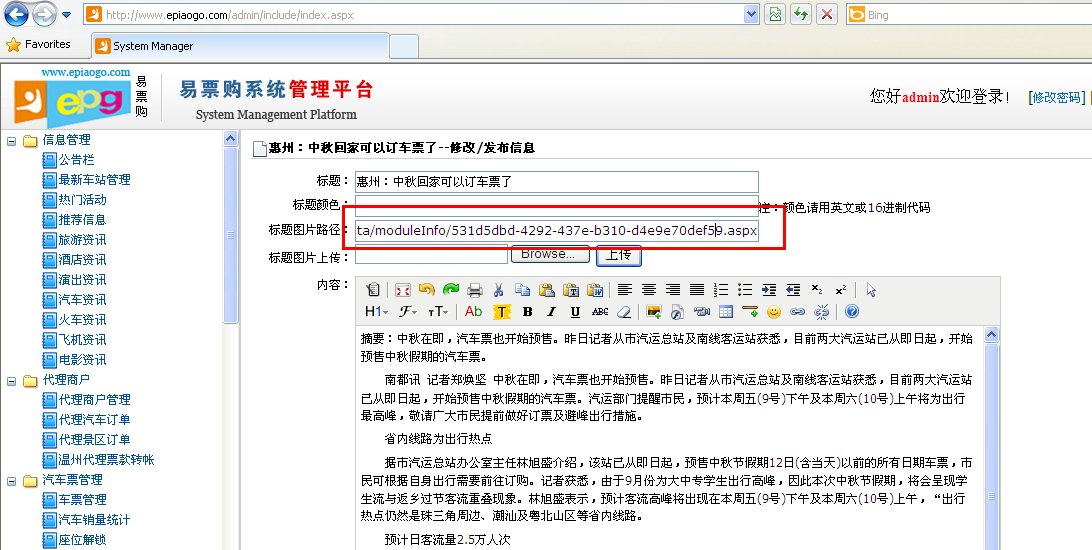 http://www.epiaogo.com/admin/include/index.aspx
Bing
Favorites
System Manager
www.epiaogo.com
epg
易票购
易票购系统管理平台
System Management Platform
您好admin欢迎登录!
[修改密码]
信息管理
公告栏
最新车站管理
热门活动
推荐信息
旅游资讯
酒店资讯
演出资讯
汽车资讯
火车资讯
飞机资讯
电影资讯
代理商户
代理商户管理
代理汽车订单
代理景区订单
温州代理票款转帐
汽车票管理
车票管理
汽车销量统计
座位解锁
惠州：中秋回家可以订车票了--修改/发布信息
标题：
惠州：中秋回家可以订车票了
标题颜色：
注：颜色请用英文或16进制代码
标题图片路径：
ta/moduleInfo/531d5dbd-4292-437e-b310-d4e9e70def59.aspx
标题图片上传：
Browse...
上传
内容：
摘要：中秋在即，汽车票也开始预售。昨日记者从市汽运总站及南线客运站获悉，目前两大汽运站已从即日起，开始
预售中秋假期的汽车票。
南都讯 记者郑焕坚 中秋在即，汽车票也开始预售。昨日记者从市汽运总站及南线客运站获悉，目前两大汽运站
已从即日起，开始预售中秋假期的汽车票。汽运部门提醒市民，预计本周五(9号)下午及本周六(10号)上午将为出行
最高峰，敬请广大市民提前做好订票及避峰出行措施。
省内线路为出行热点
据市汽运总站办公室主任林旭盛介绍，该站已从即日起，预售中秋节假期12日(含当天)以前的所有日期车票，市
民可根据自身出行需要前往订购。记者获悉，由于9月份为大中专学生出行高峰，因此本次中秋节假期，将会呈现学
生流与返乡过节客流重叠现象。林旭盛表示，预计客流高峰将出现在本周五(9号)下午及本周六(10号)上午，“出行
热点仍然是珠三角周边、潮汕及粤北山区等省内线路。
预计日客流量2.5万人次